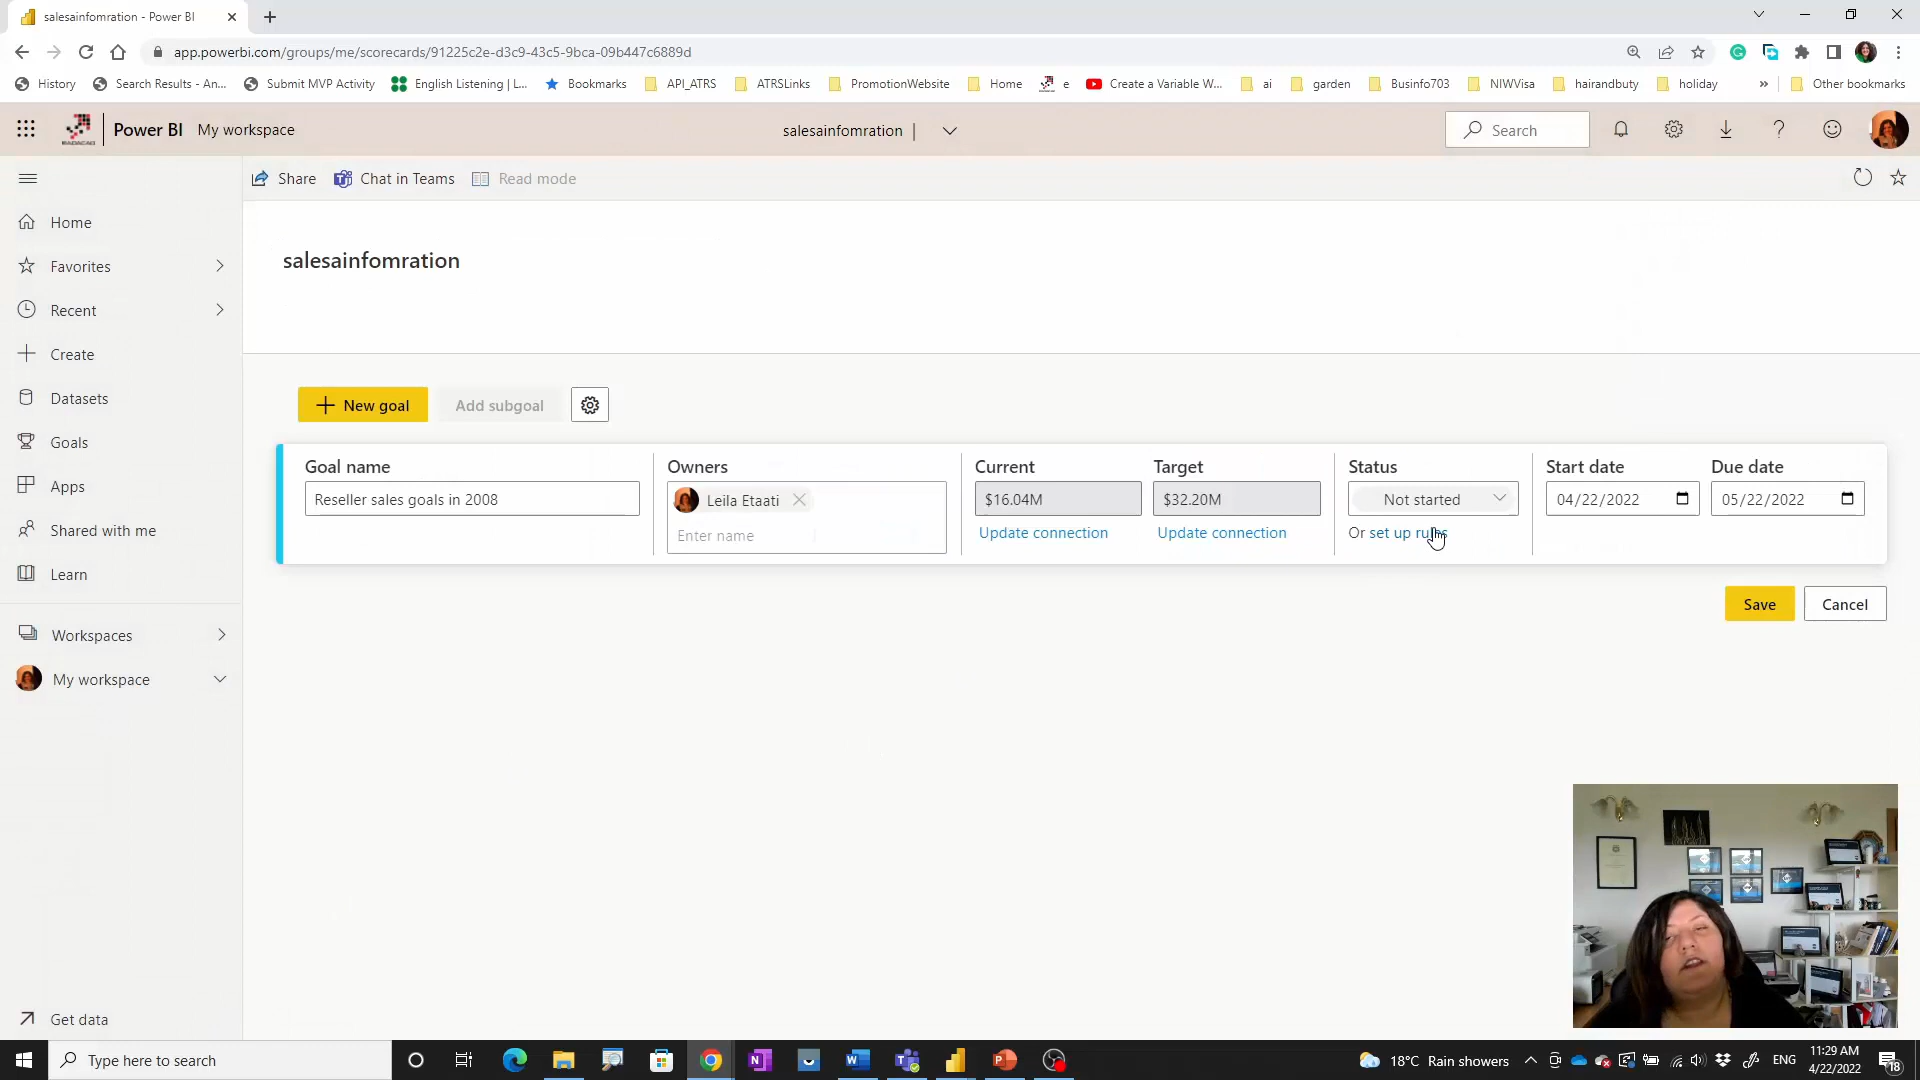 salesainfomration - Power BI
app.powerbi.com/groups/me/scorecards/91225c2e-d3c9-43c5-9bca-09b447c6889d
History Search Results - An... Submit MVP Activity English Listening | L... Bookmarks API_ATRS ATRSLinks PromotionWebsite Home e Create a Variable W... ai garden Businfo703 NIWVisa hairandbuty holiday » Other bookmarks
Power BI My workspace salesainfomration | Search
Share Chat in Teams Read mode
Home
Favorites
Recent
Create
Datasets
Goals
Apps
Shared with me
Learn
Workspaces
My workspace
Get data
salesainfomration
New goal Add subgoal
Goal name Owners Current Target Status Start date Due date
Reseller sales goals in 2008 Leila Etaati $16.04M $32.20M Not started 04/22/2022 05/22/2022
Enter name Update connection Update connection Or set up rules
Save Cancel
Type here to search
18°C Rain showers ENG 11:29 AM
4/22/2022 18